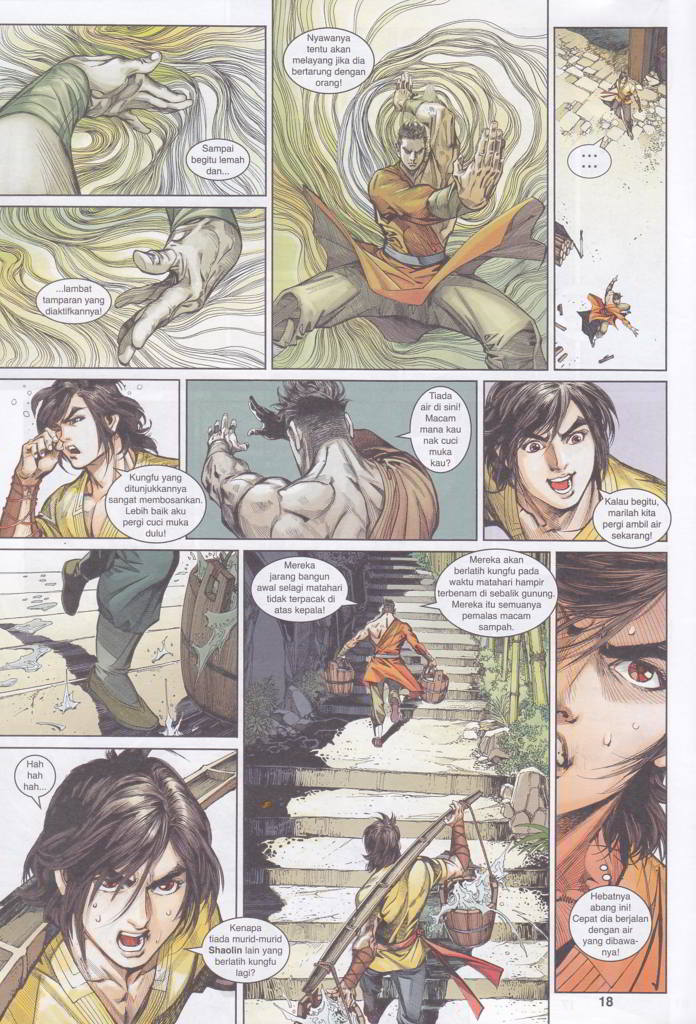 Sampai
begitu lemah
dan...
...lambat
tamparan yang
diaktifkannya!
Nyawanya
tentu akan
melayang jika dia
bertarung dengan
orang!
...
...
Kungfu yang
ditunjukkannya
sangat membosankan.
Lebih baik aku
pergi cuci muka
dulu!
Tiada
air di sini!
Macam
mana kau
nak cuci
muka
kau?
Kalau begitu,
marilah kita
pergi ambil air
sekarang!
Mereka
jarang bangun
awal selagi matahari
tidak terpacak di
atas kepala!
Mereka akan
berlatih kungfu pada
waktu matahari hampir
terbenam di sebalik gunung.
Mereka itu semuanya
pemalas macam
sampah.
Hah
hah
hah...
Kenapa
tiada murid-murid
Shaolin lain yang
berlatih kungfu
lagi?
Hebatnya
abang ini!
Cepat dia berjalan
dengan air
yang dibawa-
nya!
18